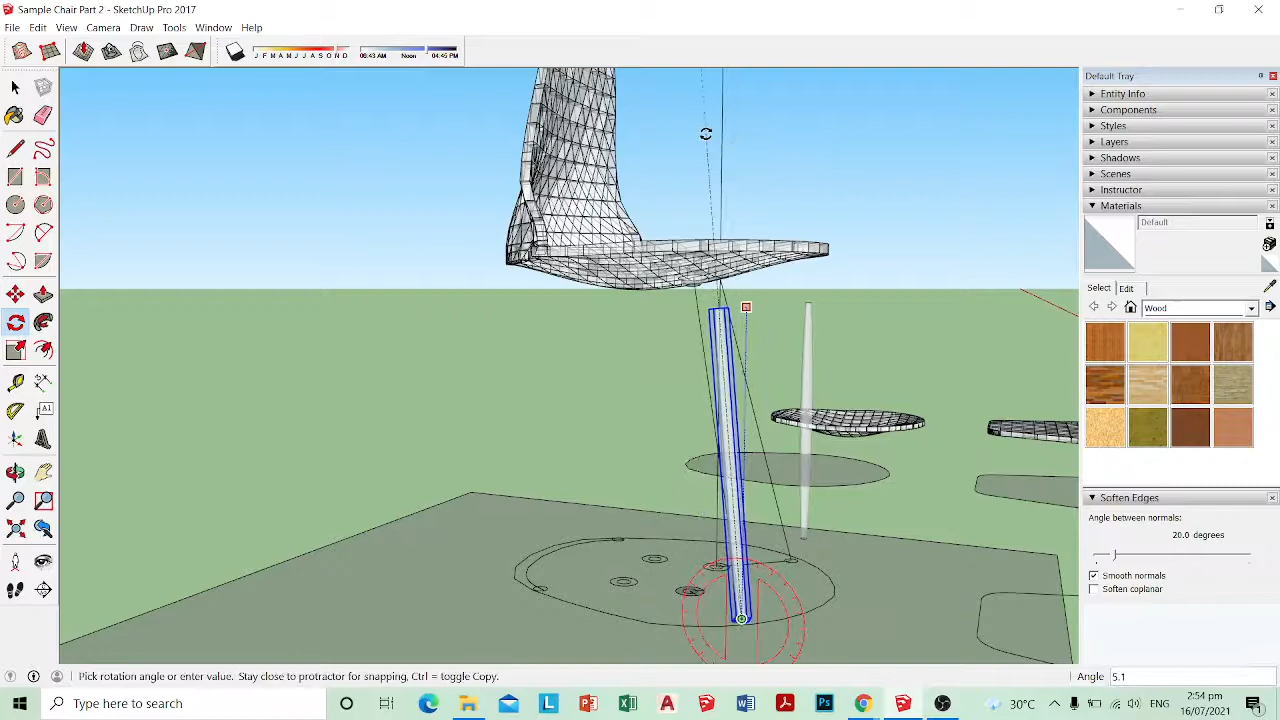 Sample Chair Part 2 - SketchUp Pro 2017
File Edit View Camera Draw Tools Window Help
J F M A M J J A S O N D
06:43 AM Noon 04:45 PM
Default Tray
Entity Info
Components
Styles
Layers
Shadows
Scenes
Instructor
Materials
Default
Select Edit
Wood
A1
Soften Edges
Angle between normals:
20.0 degrees
Smooth normals
Soften coplanar
Pick rotation angle or enter value. Stay close to protractor for snapping, Ctrl = toggle Copy.
Angle 5.1
Type here to search
30°C
ENG
2:54 pm
16/07/2021